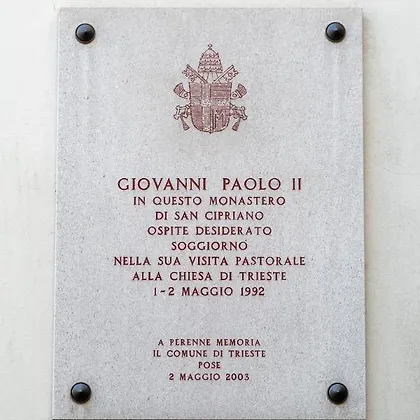 GIOVANNI PAOLO II
IN QUESTO MONASTERO
DI SAN CIPRIANO
OSPITE DESIDERATO
SOGGIORNO
NELLA SUA VISITA PASTORALE
ALLA CHIESA DI TRIESTE
1-2 MAGGIO 1992
A PERENNE MEMORIA
IL COMUNE DI TRIESTE
POSE
2 MAGGIO 2003